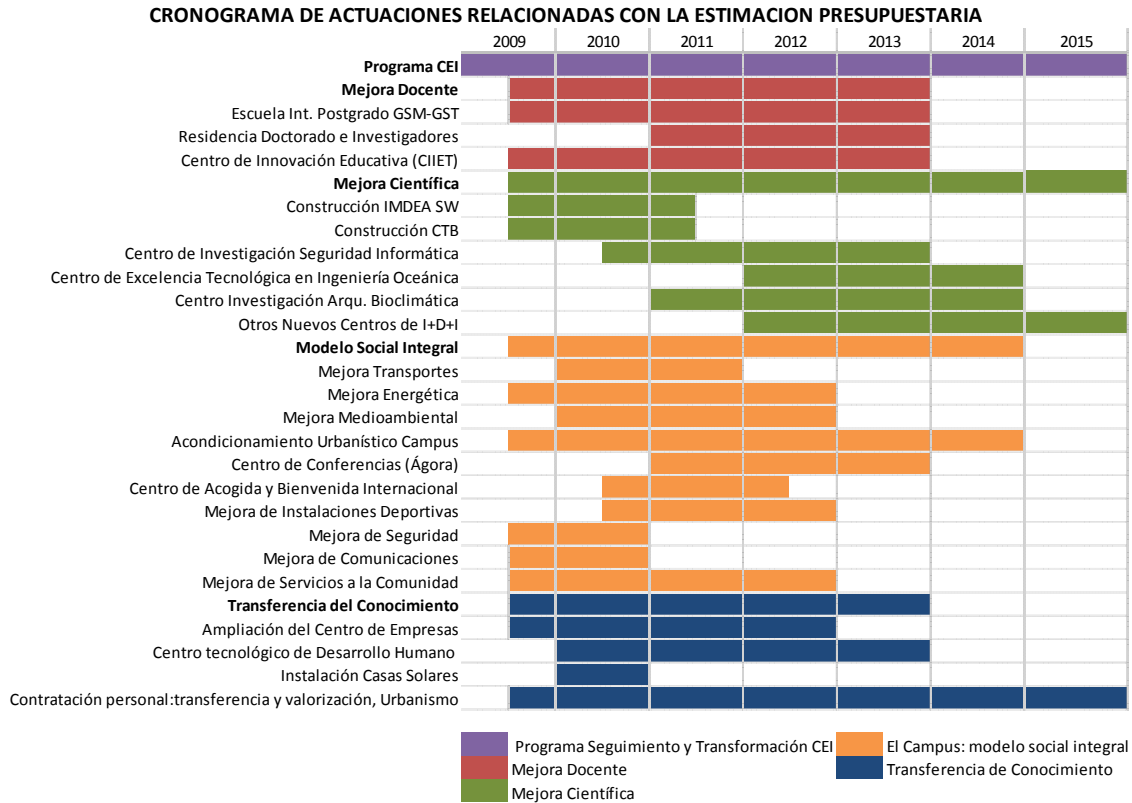 CRONOGRAMA DE ACTUACIONES RELACIONADAS CON LA ESTIMACION PRESUPUESTARIA
2009 2010 2011 2012 2013 2014 2015
Programa CEI
Mejora Docente
Escuela Int. Postgrado GSM-GST
Residencia Doctorado e Investigadores
Centro de Innovación Educativa (CIIET)
Mejora Científica
Construcción IMDEA SW
Construcción CTB
Centro de Investigación Seguridad Informática
Centro de Excelencia Tecnológica en Ingeniería Oceánica
Centro Investigación Arqu. Bioclimática
Otros Nuevos Centros de I+D+I
Modelo Social Integral
Mejora Transportes
Mejora Energética
Mejora Medioambiental
Acondicionamiento Urbanístico Campus
Centro de Conferencias (Ágora)
Centro de Acogida y Bienvenida Internacional
Mejora de Instalaciones Deportivas
Mejora de Seguridad
Mejora de Comunicaciones
Mejora de Servicios a la Comunidad
Transferencia del Conocimiento
Ampliación del Centro de Empresas
Centro tecnológico de Desarrollo Humano
Instalación Casas Solares
Contratación personal:transferencia y valorización, Urbanismo
Programa Seguimiento y Transformación CEI
Mejora Docente
Mejora Científica
El Campus: modelo social integral
Transferencia de Conocimiento